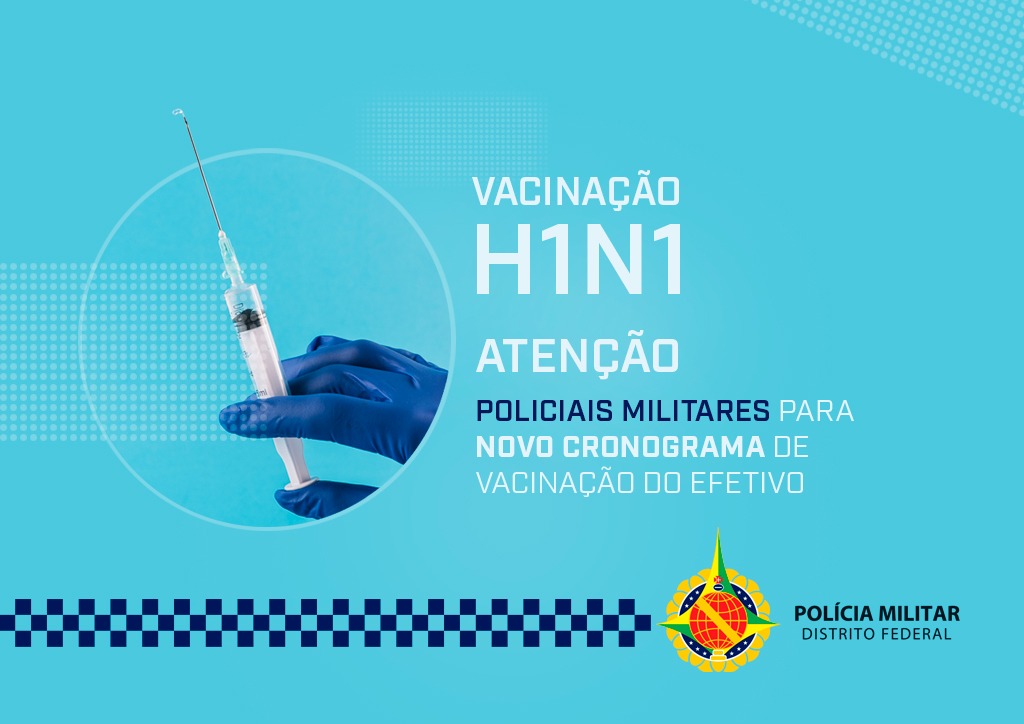 VACINAÇÃO
H1N1
ATENÇÃO
POLICIAIS MILITARES PARA
NOVO CRONOGRAMA DE
VACINAÇÃO DO EFETIVO
POLÍCIA MILITAR
DISTRITO FEDERAL